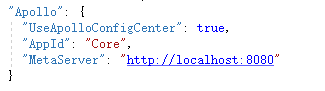 "Apollo": {
"UseApolloConfigCenter": true,
"AppId": "Core",
"MetaServer": "http://localhost:8080"
}